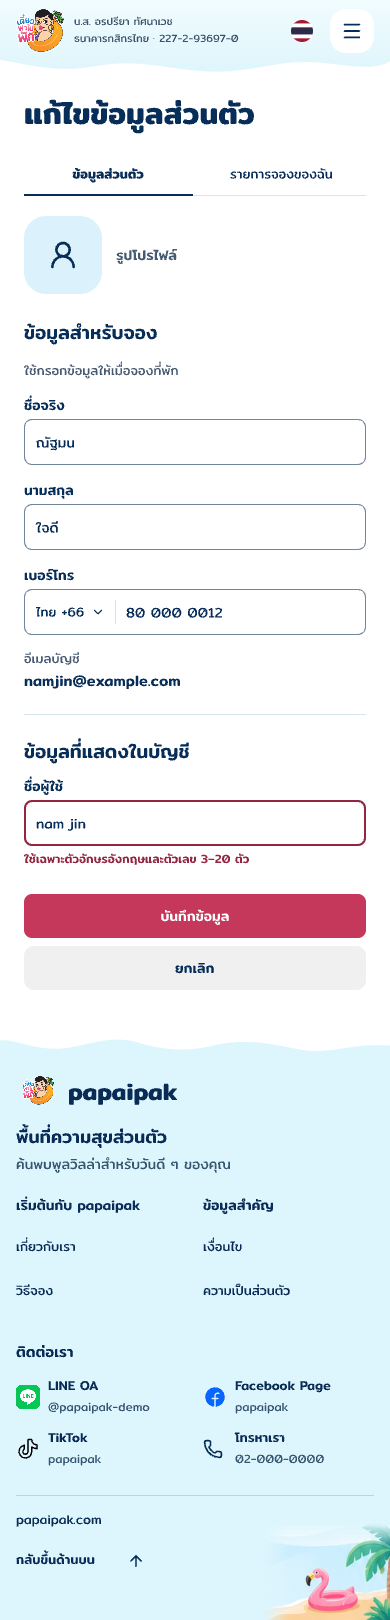 เที่ยว
พาม
พัก
น.ส. อรปรียา ทัศนาเวช
ธนาคารกสิกรไทย · 227-2-93697-0
แก้ไขข้อมูลส่วนตัว
ข้อมูลส่วนตัว
รายการจองของฉัน
รูปโปรไฟล์
ข้อมูลสำหรับจอง
ใช้กรอกข้อมูลให้เมื่อจองที่พัก
ชื่อจริง
ณัฐมน
นามสกุล
ใจดี
เบอร์โทร
ไทย +66
80 000 0012
อีเมลบัญชี
namjin@example.com
ข้อมูลที่แสดงในบัญชี
ชื่อผู้ใช้
nam jin
ใช้เฉพาะตัวอักษรอังกฤษและตัวเลข 3–20 ตัว
บันทึกข้อมูล
ยกเลิก
papaipak
พื้นที่ความสุขส่วนตัว
ค้นพบพูลวิลล่าสำหรับวันดี ๆ ของคุณ
เริ่มต้นกับ papaipak
ข้อมูลสำคัญ
เกี่ยวกับเรา
เงื่อนไข
วิธีจอง
ความเป็นส่วนตัว
ติดต่อเรา
LINE
LINE OA
@papaipak-demo
Facebook Page
papaipak
TikTok
papaipak
โทรหาเรา
02-000-0000
papaipak.com
กลับขึ้นด้านบน